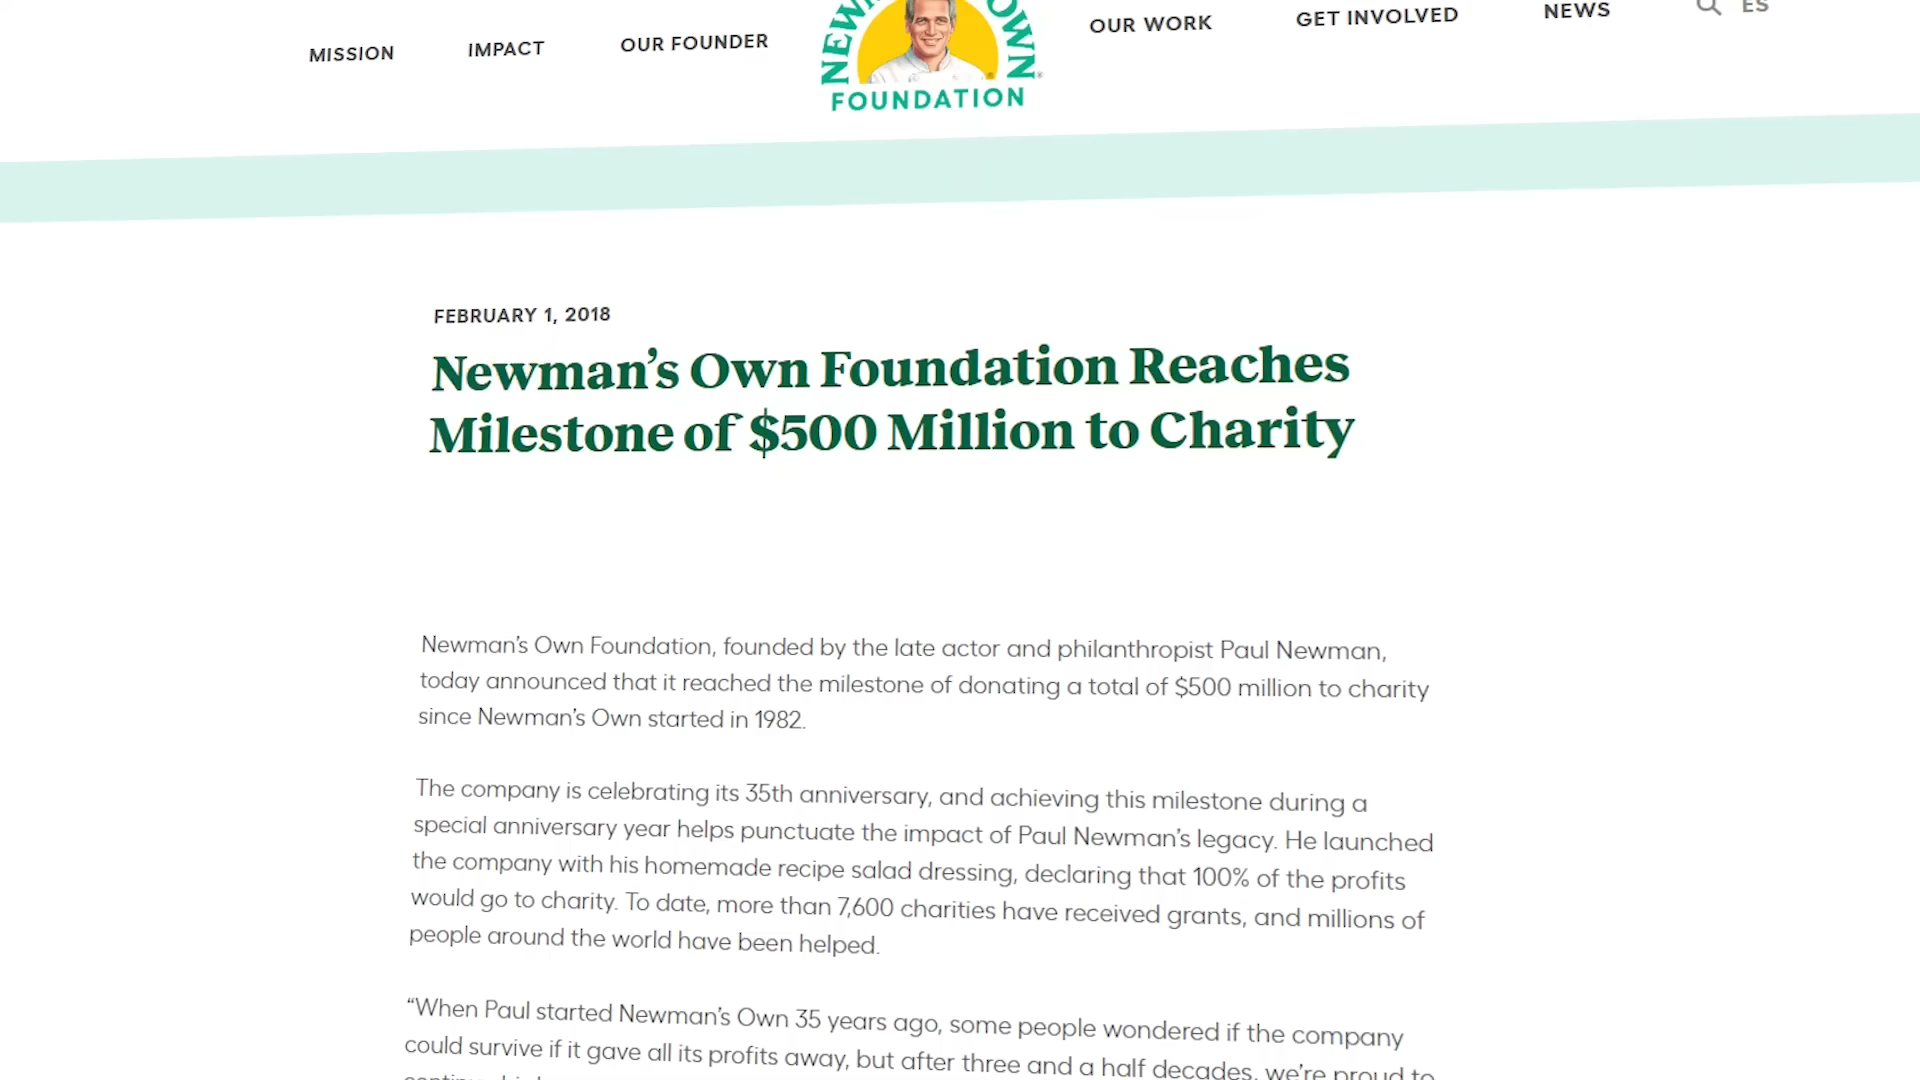 MISSION
IMPACT
OUR FOUNDER
NEWM
OWN
FOUNDATION
OUR WORK
GET INVOLVED
NEWS
ES
FEBRUARY 1, 2018
Newman’s Own Foundation Reaches
Milestone of $500 Million to Charity
Newman’s Own Foundation, founded by the late actor and philanthropist Paul Newman,
today announced that it reached the milestone of donating a total of $500 million to charity
since Newman’s Own started in 1982.
The company is celebrating its 35th anniversary, and achieving this milestone during a
special anniversary year helps punctuate the impact of Paul Newman’s legacy. He launched
the company with his homemade recipe salad dressing, declaring that 100% of the profits
would go to charity. To date, more than 7,600 charities have received grants, and millions of
people around the world have been helped.
“When Paul started Newman’s Own 35 years ago, some people wondered if the company
could survive if it gave all its profits away, but after three and a half decades, we’re proud to